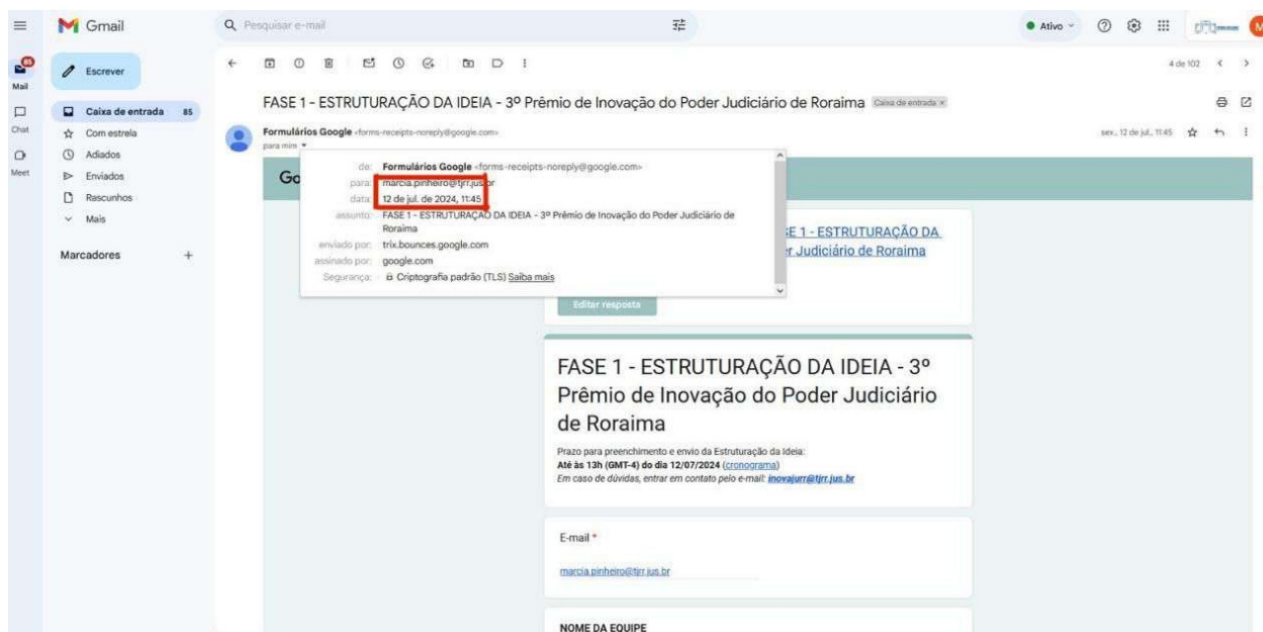 Gmail
Pesquisar e-mail
Ativo
85
Mail
Escrever
4 de 102
Chat
Meet
Caixa de entrada 85
Com estrela
Adiados
Enviados
Rascunhos
Mais
Marcadores
FASE 1 - ESTRUTURAÇÃO DA IDEIA - 3º Prêmio de Inovação do Poder Judiciário de Roraima Caixa de entrada ×
Formulários Google <forms-receipts-noreply@google.com>
para mim
sex., 12 de jul., 11:45
Go
de: Formulários Google <forms-receipts-noreply@google.com>
para: marcia.pinheiro@tjrr.jus.br
data: 12 de jul. de 2024, 11:45
assunto: FASE 1 - ESTRUTURAÇÃO DA IDEIA - 3º Prêmio de Inovação do Poder Judiciário de
Roraima
enviado por: trix.bounces.google.com
assinado por: google.com
Segurança: Criptografia padrão (TLS) Saiba mais
SE 1 - ESTRUTURAÇÃO DA
r Judiciário de Roraima
Editar resposta
FASE 1 - ESTRUTURAÇÃO DA IDEIA - 3º
Prêmio de Inovação do Poder Judiciário
de Roraima
Prazo para preenchimento e envio da Estruturação da Ideia:
Até às 13h (GMT-4) do dia 12/07/2024 (cronograma)
Em caso de dúvidas, entrar em contato pelo e-mail: inovajurr@tjrr.jus.br
E-mail *
marcia.pinheiro@tjrr.jus.br
NOME DA EQUIPE